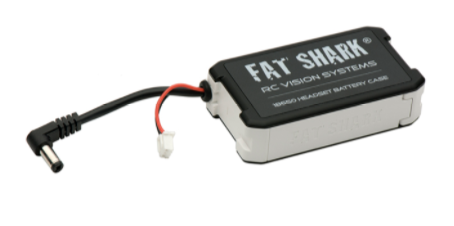 FAT SHARK®
RC VISION SYSTEMS
18650 HEADSET BATTERY CASE